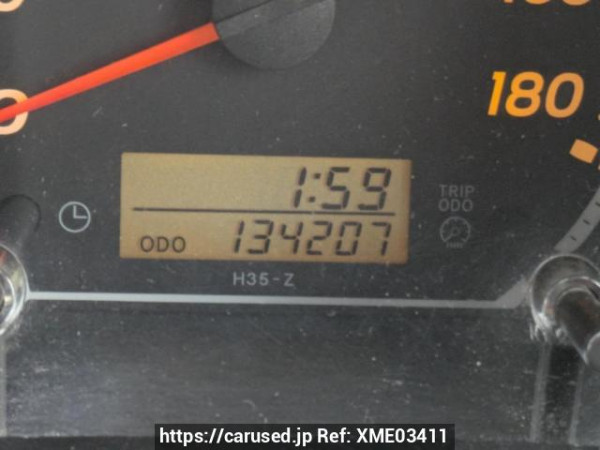 180
1:59
TRIP
ODO
ODO 134207
H35-Z
https://carused.jp Ref: XME03411